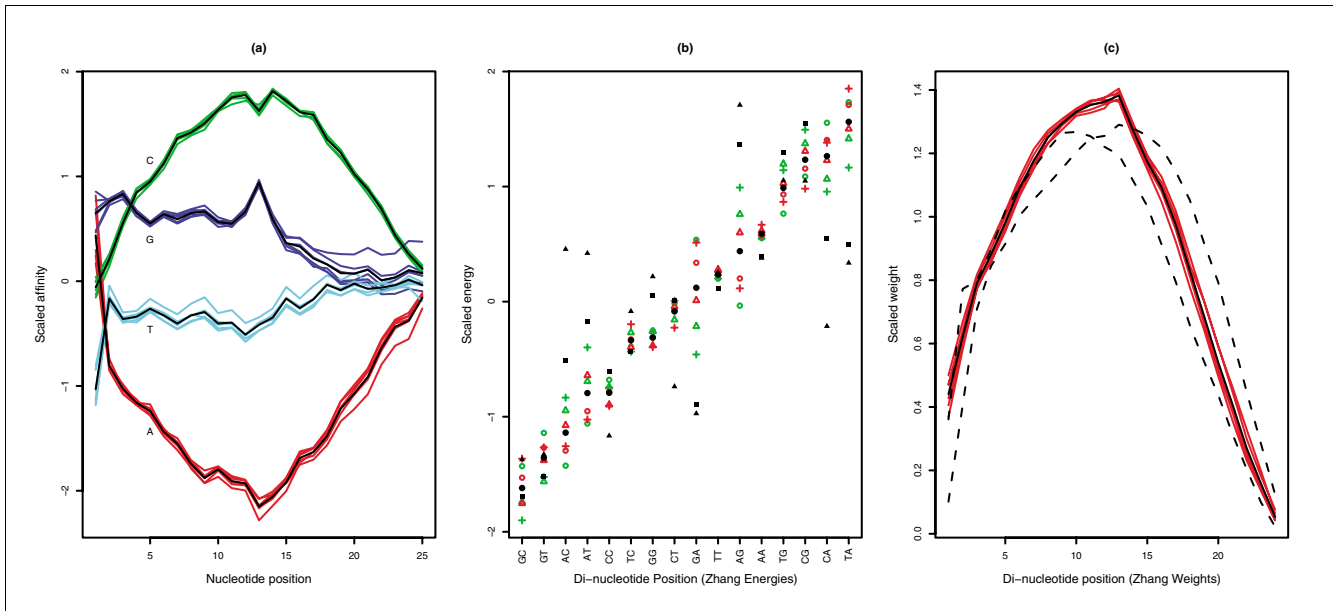 (a)
Scaled affinity
2
1
0
−1
−2
C
G
T
A
5
10
15
20
25
Nucleotide position
(b)
Scaled energy
2
1
0
−1
−2
GC
GT
AC
AT
CC
TC
GG
CT
GA
TT
AG
AA
TG
CG
CA
TA
Di−nucleotide Position (Zhang Energies)
(c)
Scaled weight
1.4
1.2
1.0
0.8
0.6
0.4
0.2
0.0
5
10
15
20
Di−nucleotide position (Zhang Weights)